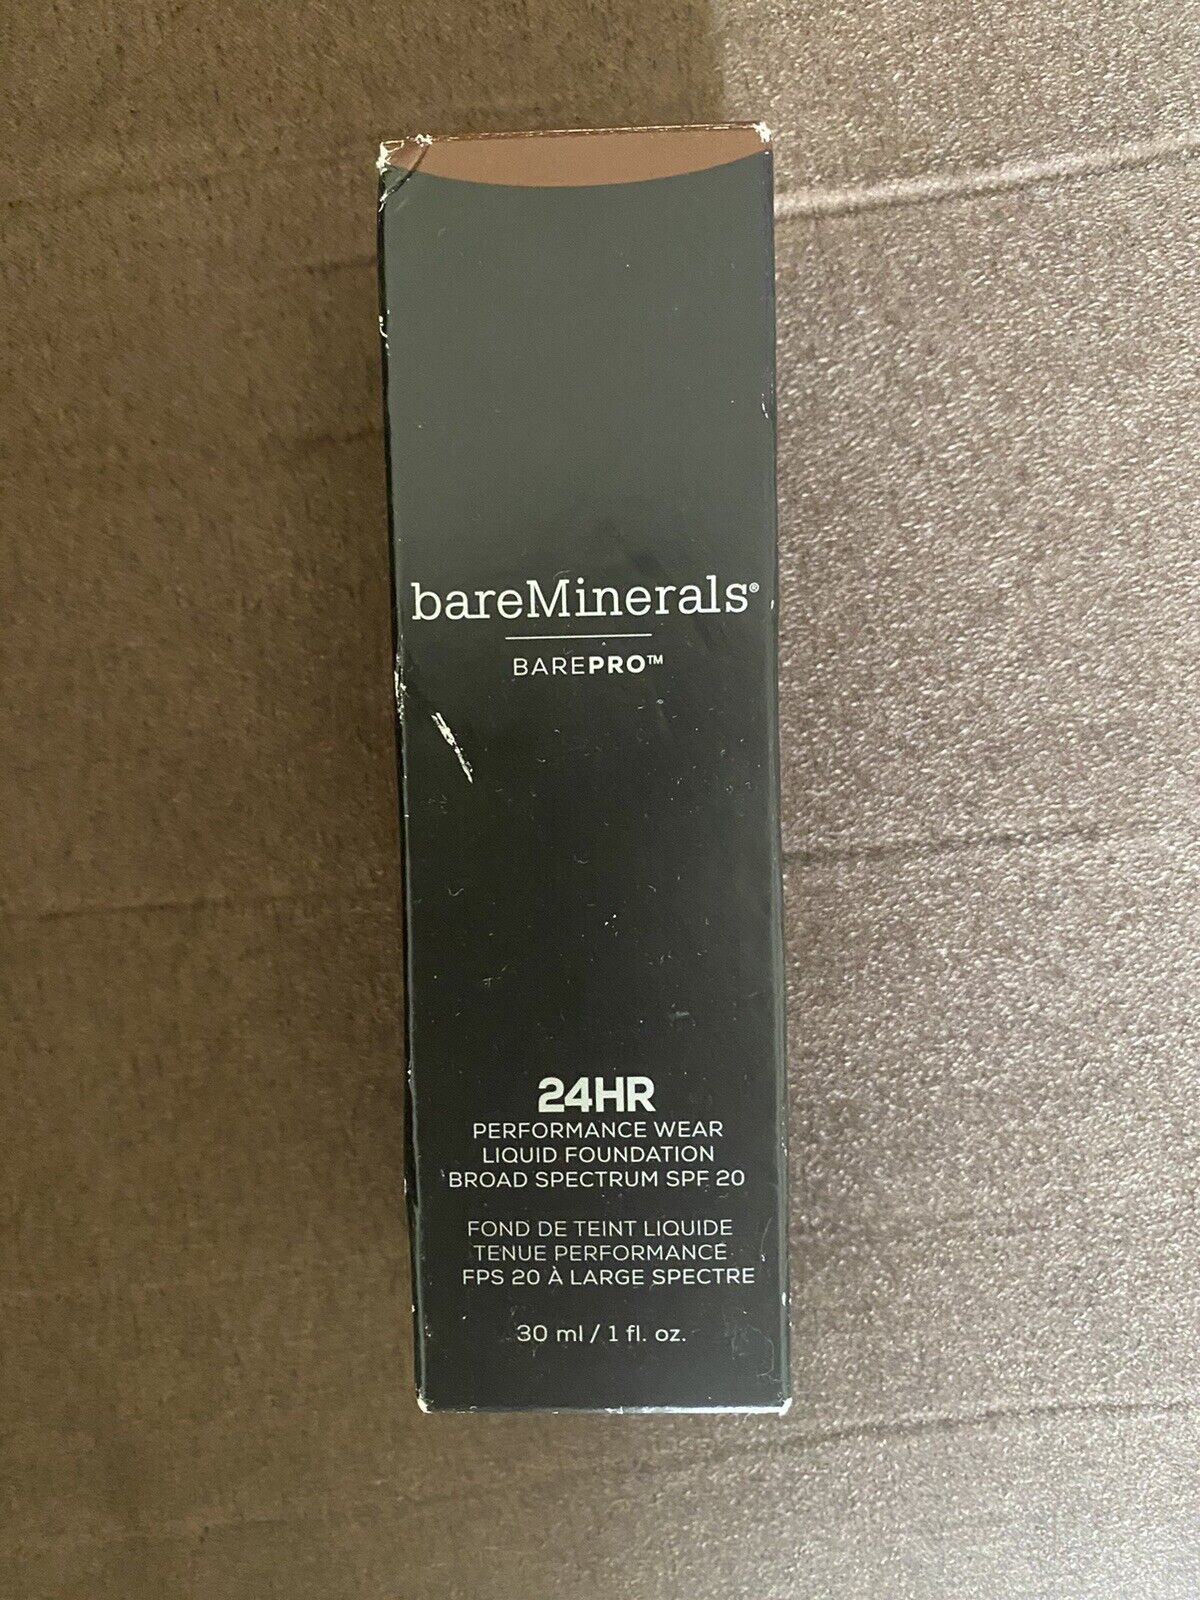 bareMinerals®
BAREPRO™
24HR
PERFORMANCE WEAR
LIQUID FOUNDATION
BROAD SPECTRUM SPF 20
FOND DE TEINT LIQUIDE
TENUE PERFORMANCE
FPS 20 À LARGE SPECTRE
30 ml / 1 fl. oz.